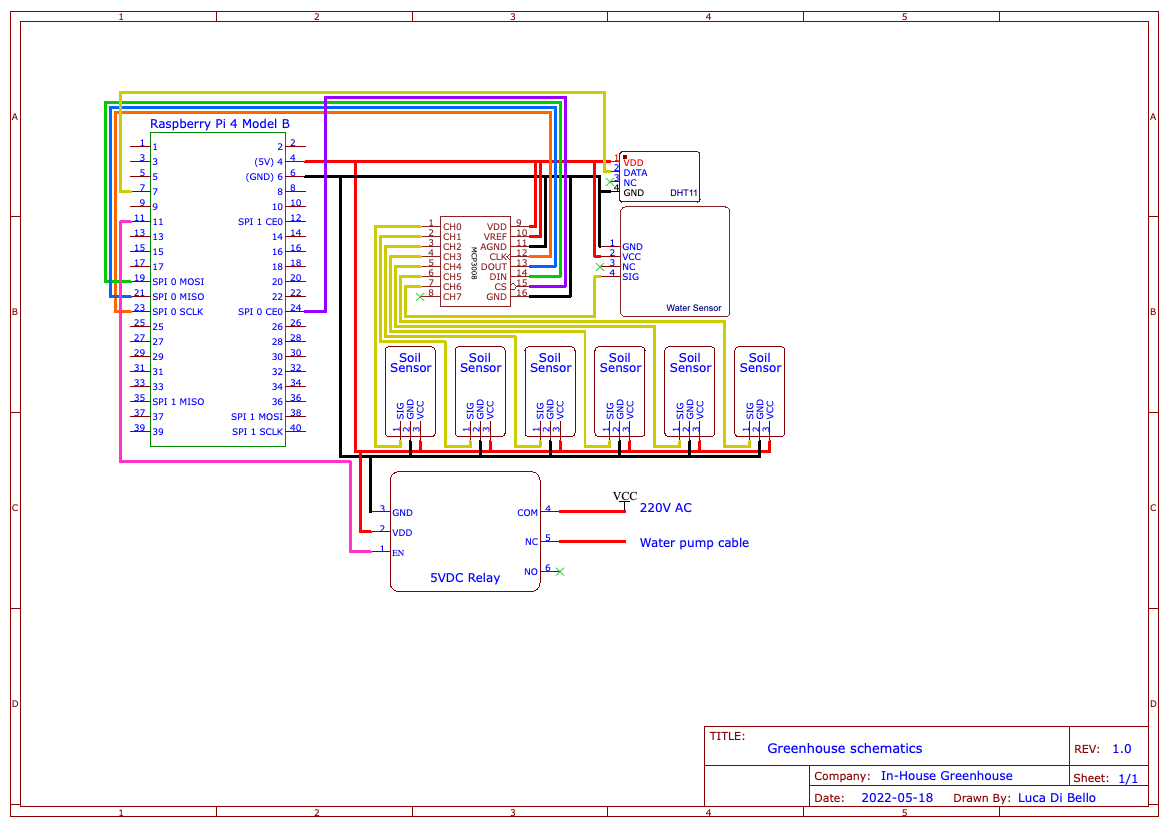 1 2 3 4 5
A A
B B
C C
D D
Raspberry Pi 4 Model B
1 1 2 2
3 3 (5V) 4 4
5 5 (GND) 6 6
7 7 8 8
9 9 10 10
11 11 SPI 1 CE0 12
13 13 14 14
15 15 16 16
17 17 18 18
19 SPI 0 MOSI 20 20
21 SPI 0 MISO 22 22
23 SPI 0 SCLK SPI 0 CE0 24
25 25 26 26
27 27 28 28
29 29 30 30
31 31 32 32
33 33 34 34
35 SPI 1 MISO 36 36
37 37 SPI 1 MOSI 38
39 39 SPI 1 SCLK 40
1 VDD
2 DATA
3 NC
4 GND
DHT11
1 CH0 VDD 9
2 CH1 VREF 10
3 CH2 AGND 11
4 CH3 CLK 12
5 CH4 DOUT 13
6 CH5 DIN 14
7 CH6 CS 15
8 CH7 GND 16
MCP3008
1 GND
2 VCC
3 NC
4 SIG
Water Sensor
Soil Soil Soil Soil Soil Soil
Sensor Sensor Sensor Sensor Sensor Sensor
SIG GND VCC SIG GND VCC SIG GND VCC SIG GND VCC SIG GND VCC SIG GND VCC
1 2 3 1 2 3 1 2 3 1 2 3 1 2 3 1 2 3
3 GND COM 4
2 VDD NC 5
1 EN NO 6
5VDC Relay
VCC
220V AC
Water pump cable
TITLE:
Greenhouse schematics
REV: 1.0
Company: In-House Greenhouse
Sheet: 1/1
Date: 2022-05-18 Drawn By: Luca Di Bello
1 2 3 4 5